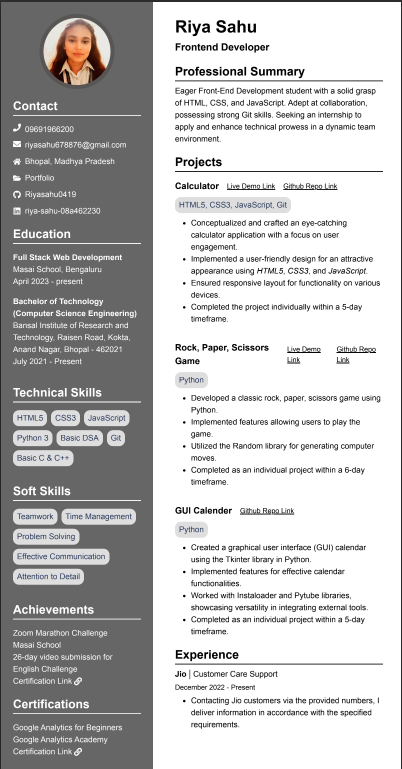 Contact
09691966200
riyasahu678876@gmail.com
Bhopal, Madhya Pradesh
Portfolio
Riyasahu0419
riya-sahu-08a462230
Education
Full Stack Web Development
Masai School, Bengaluru
April 2023 - present
Bachelor of Technology
(Computer Science Engineering)
Bansal Institute of Research and
Technology, Raisen Road, Kokta,
Anand Nagar, Bhopal - 462021
July 2021 - Present
Technical Skills
HTML5 CSS3 JavaScript
Python 3 Basic DSA Git
Basic C & C++
Soft Skills
Teamwork Time Management
Problem Solving
Effective Communication
Attention to Detail
Achievements
Zoom Marathon Challenge
Masai School
26-day video submission for
English Challenge
Certification Link
Certifications
Google Analytics for Beginners
Google Analytics Academy
Certification Link
Riya Sahu
Frontend Developer
Professional Summary
Eager Front-End Development student with a solid grasp
of HTML, CSS, and JavaScript. Adept at collaboration,
possessing strong Git skills. Seeking an internship to
apply and enhance technical prowess in a dynamic team
environment.
Projects
Calculator Live Demo Link Github Repo Link
HTML5, CSS3, JavaScript, Git
• Conceptualized and crafted an eye-catching
calculator application with a focus on user
engagement.
• Implemented a user-friendly design for an attractive
appearance using HTML5, CSS3, and JavaScript.
• Ensured responsive layout for functionality on various
devices.
• Completed the project individually within a 5-day
timeframe.
Rock, Paper, Scissors Live Demo Github Repo
Game Link Link
Python
• Developed a classic rock, paper, scissors game using
Python.
• Implemented features allowing users to play the
game.
• Utilized the Random library for generating computer
moves.
• Completed as an individual project within a 6-day
timeframe.
GUI Calender Github Repo Link
Python
• Created a graphical user interface (GUI) calendar
using the Tkinter library in Python.
• Implemented features for effective calendar
functionalities.
• Worked with Instaloader and Pytube libraries,
showcasing versatility in integrating external tools.
• Completed as an individual project within a 5-day
timeframe.
Experience
Jio | Customer Care Support
December 2022 - Present
• Contacting Jio customers via the provided numbers, I
deliver information in accordance with the specified
requirements.